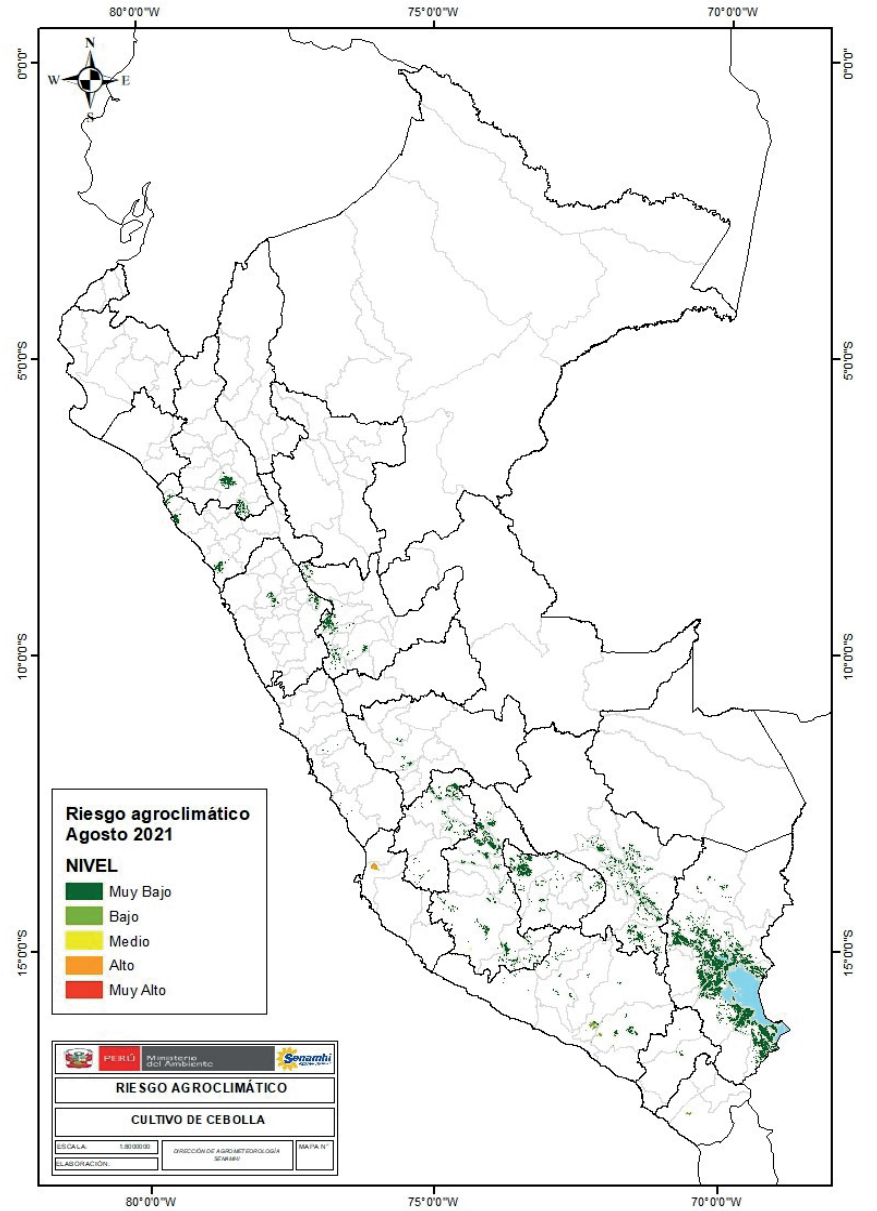 80°0'0"W 75°0'0"W 70°0'0"W
N
W E
S
0°0'0" 0°0'0"
5°0'0"S 5°0'0"S
10°0'0"S 10°0'0"S
15°0'0"S 15°0'0"S
Riesgo agroclimático
Agosto 2021
NIVEL
Muy Bajo
Bajo
Medio
Alto
Muy Alto
PERÚ Ministerio
del Ambiente
Senamhi
RIESGO AGROCLIMÁTICO
CULTIVO DE CEBOLLA
ESCALA: 1:8000000
DIRECCIÓN DE AGROMETEOROLOGÍA
SENAMHI
MAPA N°
ELABORACIÓN:
80°0'0"W 75°0'0"W 70°0'0"W